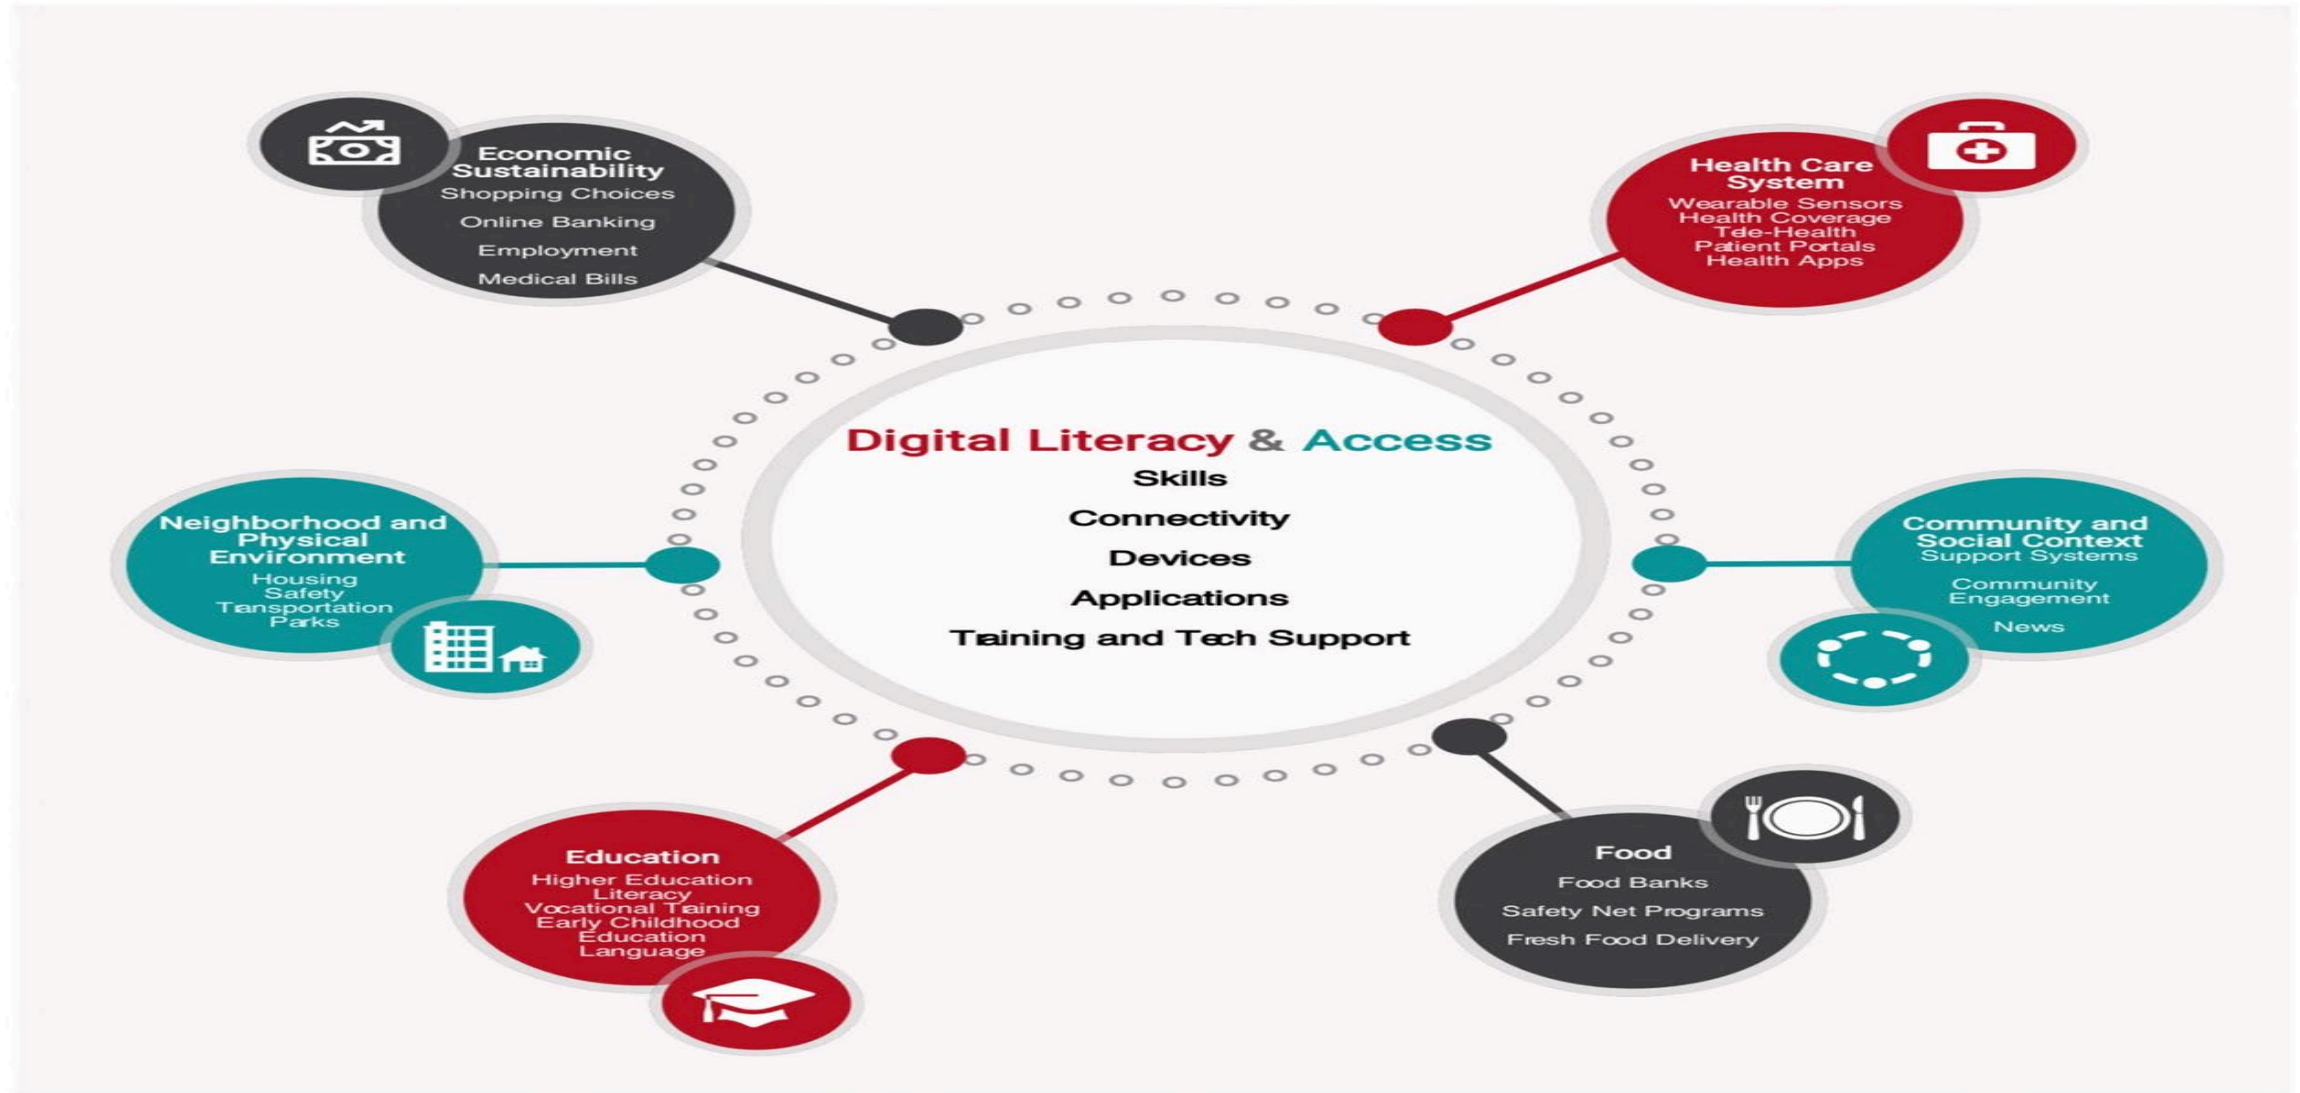 Economic
Sustainability
Shopping Choices
Online Banking
Employment
Medical Bills
Health Care
System
Wearable Sensors
Health Coverage
Tele-Health
Patient Portals
Health Apps
Digital Literacy & Access
Skills
Connectivity
Devices
Applications
Training and Tech Support
Neighborhood and
Physical
Environment
Housing
Safety
Transportation
Parks
Community and
Social Context
Support Systems
Community
Engagement
News
Education
Higher Education
Literacy
Vocational Training
Early Childhood
Education
Language
Food
Food Banks
Safety Net Programs
Fresh Food Delivery